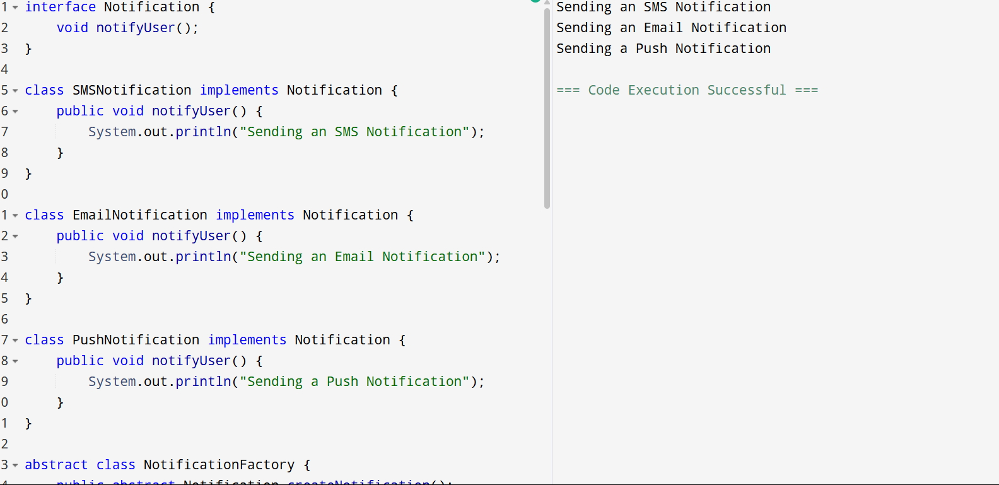 1 interface Notification {
2     void notifyUser();
3 }
4
5 class SMSNotification implements Notification {
6     public void notifyUser() {
7         System.out.println("Sending an SMS Notification");
8     }
9 }
0
1 class EmailNotification implements Notification {
2     public void notifyUser() {
3         System.out.println("Sending an Email Notification");
4     }
5 }
6
7 class PushNotification implements Notification {
8     public void notifyUser() {
9         System.out.println("Sending a Push Notification");
0     }
1 }
2
3 abstract class NotificationFactory {
4     public abstract Notification createNotification();
Sending an SMS Notification
Sending an Email Notification
Sending a Push Notification
=== Code Execution Successful ===